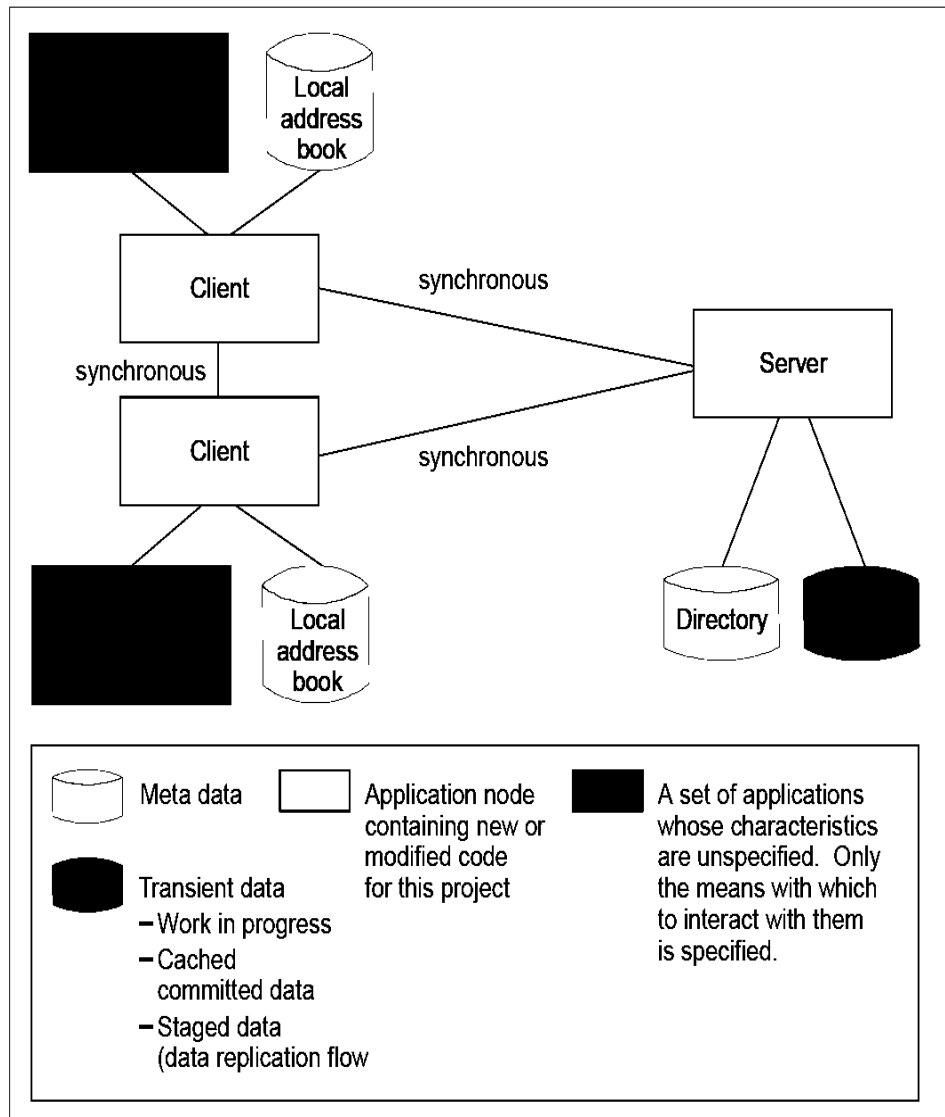 Local
address
book
Client
synchronous
Server
synchronous
Client
synchronous
Local
address
book
Directory
Meta data
Application node
containing new or
modified code
for this project
A set of applications
whose characteristics
are unspecified. Only
the means with which
to interact with them
is specified.
Transient data
– Work in progress
– Cached
committed data
– Staged data
(data replication flow